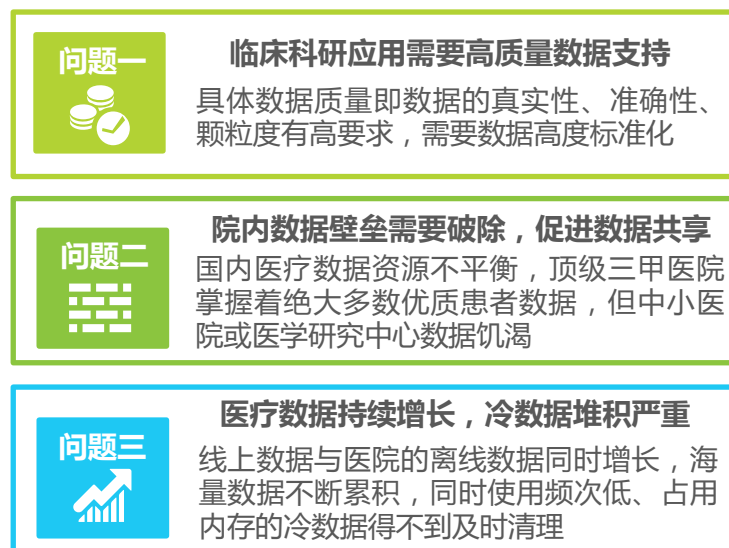 问题一
临床科研应用需要高质量数据支持
具体数据质量即数据的真实性、准确性、
颗粒度有高要求，需要数据高度标准化
问题二
院内数据壁垒需要破除，促进数据共享
国内医疗数据资源不平衡，顶级三甲医院
掌握着绝大多数优质患者数据，但中小医
院或医学研究中心数据饥渴
问题三
医疗数据持续增长，冷数据堆积严重
线上数据与医院的离线数据同时增长，海
量数据不断累积，同时使用频次低、占用
内存的冷数据得不到及时清理